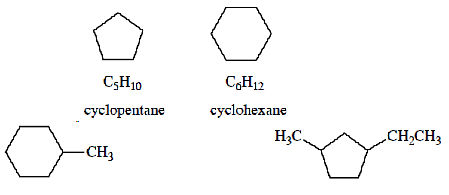 C₅H₁₀ C₆H₁₂
cyclopentane cyclohexane
CH₃ H₃C CH₂CH₃